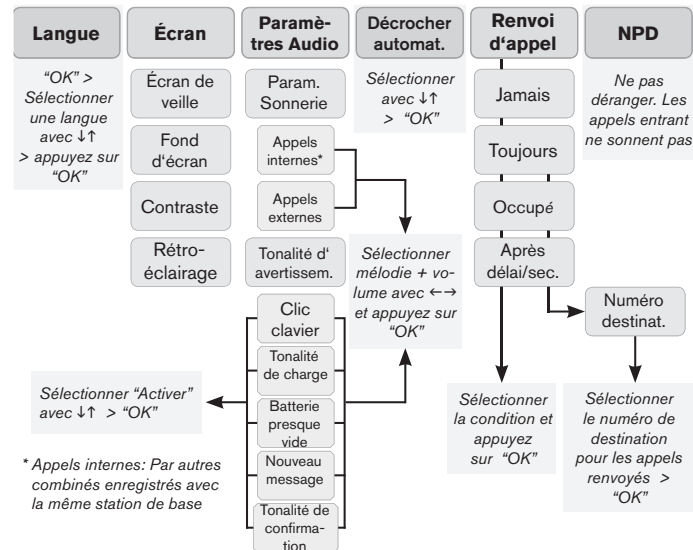 Langue
Écran
Paramè-
tres Audio
Décrocher
automat.
Renvoi
d'appel
NPD
"OK" >
Sélectionner
une langue
avec ↓↑
> appuyez sur
"OK"
Écran de
veille
Fond
d'écran
Contraste
Rétro-
éclairage
Param.
Sonnerie
Appels
internes*
Appels
externes
Tonalité d'
avertissem.
Clic
clavier
Tonalité
de charge
Batterie
presque
vide
Nouveau
message
Tonalité de
confirma-
tion
Sélectionner
avec ↓↑
> "OK"
Sélectionner
mélodie + vo-
lume avec ←→
et appuyez sur
"OK"
Jamais
Toujours
Occupé
Après
délai/sec.
Ne pas
déranger. Les
appels entrant
ne sonnent pas
Numéro
destinat.
Sélectionner "Activer"
avec ↓↑ > "OK"
Sélectionner
la condition et
appuyez
sur "OK"
Sélectionner
le numéro de
destination
pour les appels
renvoyés >
"OK"
* Appels internes: Par autres
combinés enregistrés avec
la même station de base